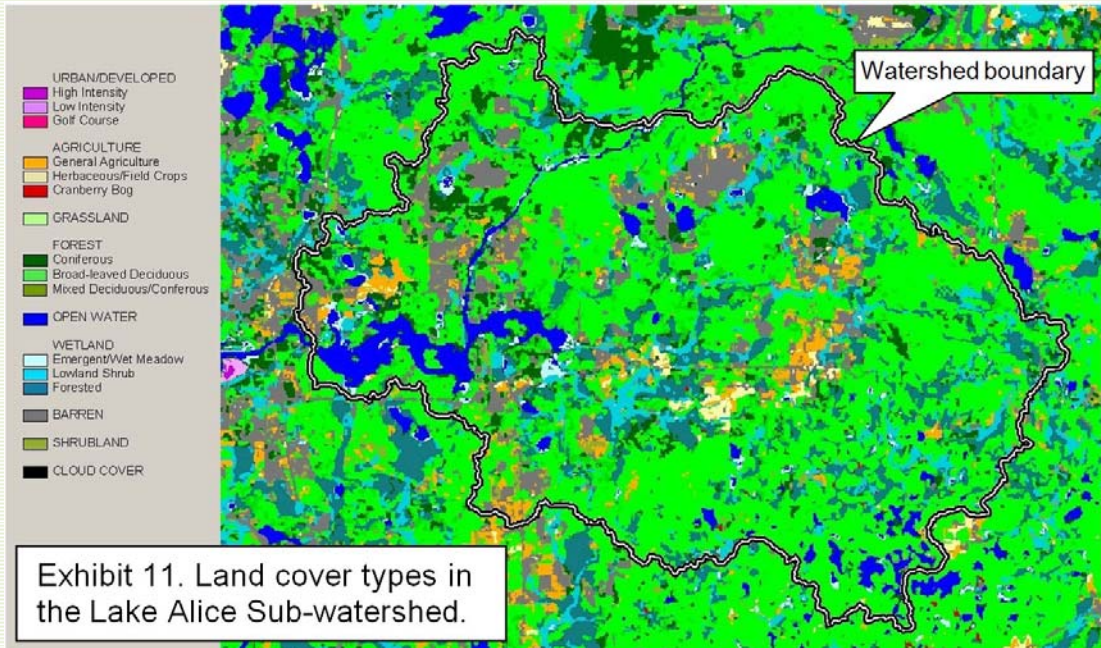 URBAN/DEVELOPED
High Intensity
Low Intensity
Golf Course
AGRICULTURE
General Agriculture
Herbaceous/Field Crops
Cranberry Bog
GRASSLAND
FOREST
Coniferous
Broad-leaved Deciduous
Mixed Deciduous/Conferous
OPEN WATER
WETLAND
Emergent/Wet Meadow
Lowland Shrub
Forested
BARREN
SHRUBLAND
CLOUD COVER
Watershed boundary
Exhibit 11. Land cover types in
the Lake Alice Sub-watershed.